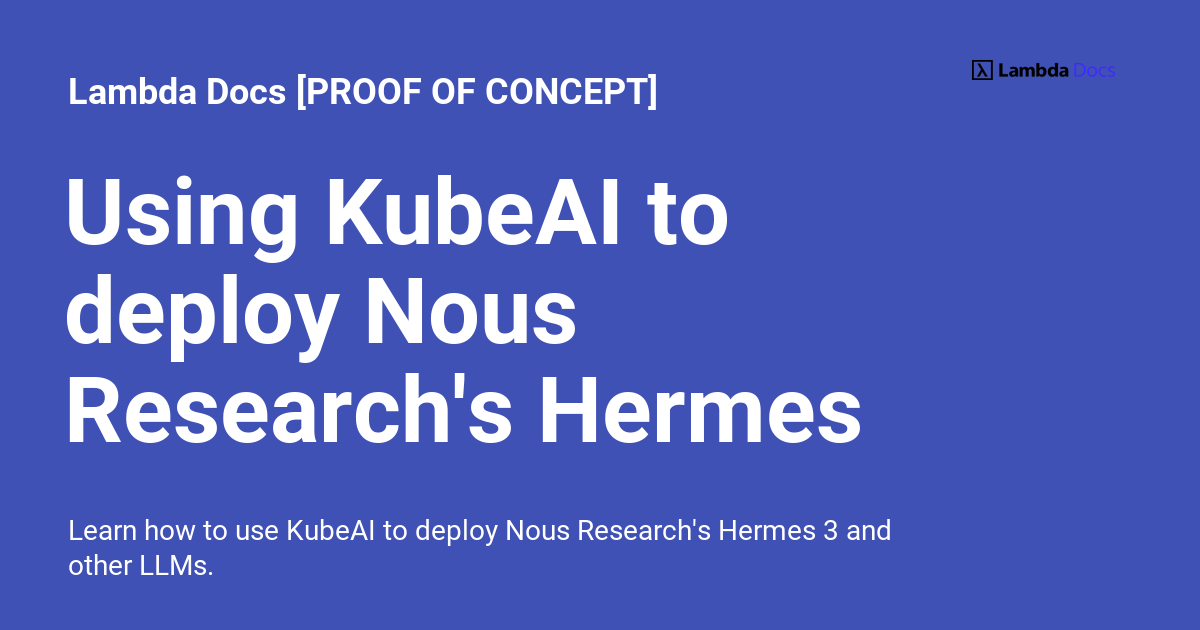 Lambda Docs [PROOF OF CONCEPT]
λ Lambda Docs
Using KubeAI to
deploy Nous
Research's Hermes
Learn how to use KubeAI to deploy Nous Research's Hermes 3 and
other LLMs.